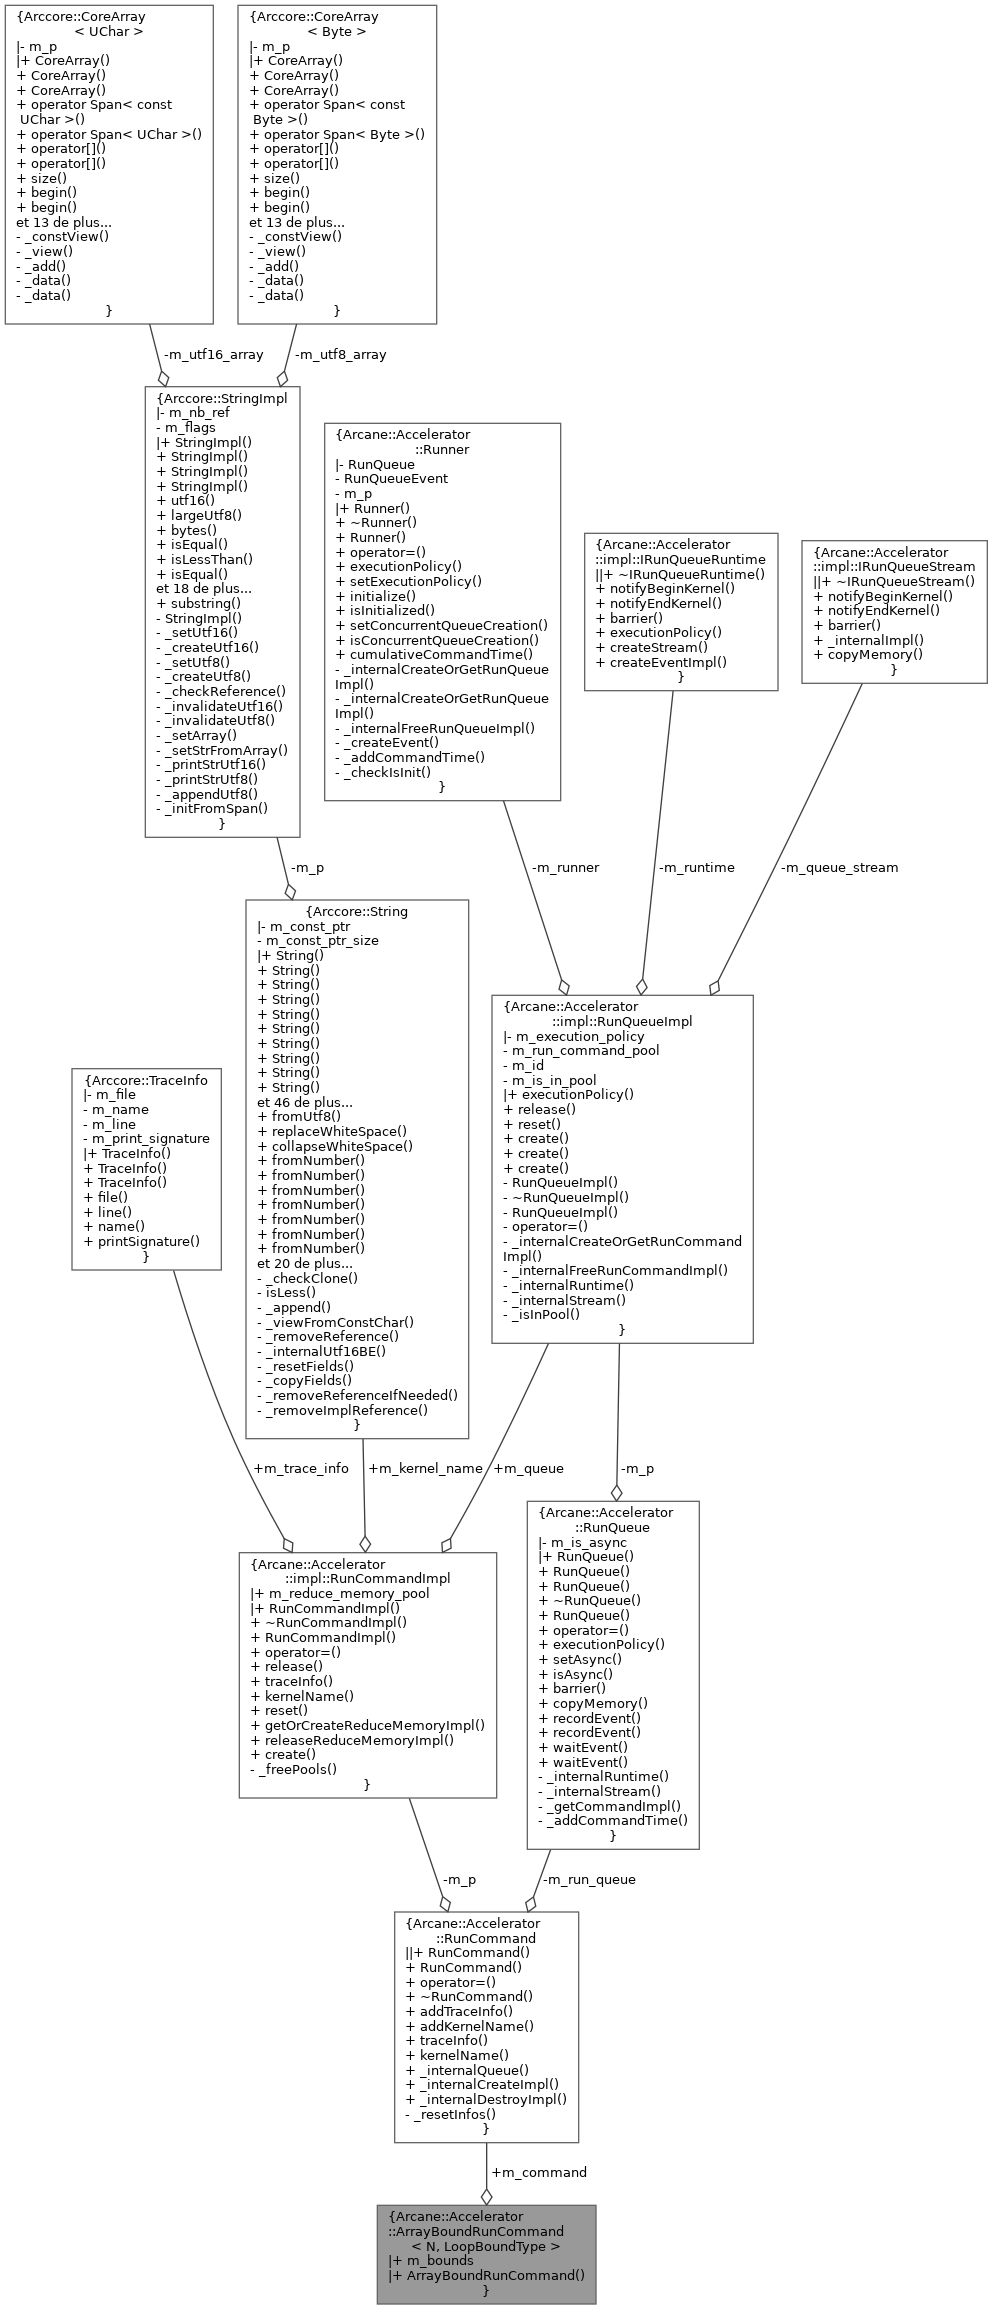 {Arccore::CoreArray
< UChar >
|- m_p
|+ CoreArray()
+ CoreArray()
+ CoreArray()
+ operator Span< const
UChar >()
+ operator Span< UChar >()
+ operator[]()
+ operator[]()
+ size()
+ begin()
+ begin()
et 13 de plus...
- _constView()
- _view()
- _add()
- _data()
- _data()
}
{Arccore::CoreArray
< Byte >
|- m_p
|+ CoreArray()
+ CoreArray()
+ CoreArray()
+ operator Span< const
Byte >()
+ operator Span< Byte >()
+ operator[]()
+ operator[]()
+ size()
+ begin()
+ begin()
et 13 de plus...
- _constView()
- _view()
- _add()
- _data()
- _data()
}
-m_utf16_array
-m_utf8_array
{Arccore::StringImpl
|- m_nb_ref
- m_flags
|+ StringImpl()
+ StringImpl()
+ StringImpl()
+ StringImpl()
+ utf16()
+ largeUtf8()
+ bytes()
+ isEqual()
+ isLessThan()
+ isEqual()
et 18 de plus...
+ substring()
- StringImpl()
- _setUtf16()
- _createUtf16()
- _setUtf8()
- _createUtf8()
- _checkReference()
- _invalidateUtf16()
- _invalidateUtf8()
- _setArray()
- _setStrFromArray()
- _printStrUtf16()
- _printStrUtf8()
- _appendUtf8()
- _initFromSpan()
}
{Arcane::Accelerator
::Runner
|- RunQueue
- RunQueueEvent
- m_p
|+ Runner()
+ ~Runner()
+ Runner()
+ operator=()
+ executionPolicy()
+ setExecutionPolicy()
+ initialize()
+ isInitialized()
+ setConcurrentQueueCreation()
+ isConcurrentQueueCreation()
+ cumulativeCommandTime()
- _internalCreateOrGetRunQueue
Impl()
- _internalCreateOrGetRunQueue
Impl()
- _internalFreeRunQueueImpl()
- _createEvent()
- _addCommandTime()
- _checkIsInit()
}
{Arcane::Accelerator
::impl::IRunQueueRuntime
||+ ~IRunQueueRuntime()
+ notifyBeginKernel()
+ notifyEndKernel()
+ barrier()
+ executionPolicy()
+ createStream()
+ createEventImpl()
}
{Arcane::Accelerator
::impl::IRunQueueStream
||+ ~IRunQueueStream()
+ notifyBeginKernel()
+ notifyEndKernel()
+ barrier()
+ _internalImpl()
+ copyMemory()
}
-m_p
-m_runner
-m_runtime
-m_queue_stream
{Arccore::String
|- m_const_ptr
- m_const_ptr_size
|+ String()
+ String()
+ String()
+ String()
+ String()
+ String()
+ String()
+ String()
+ String()
+ String()
et 46 de plus...
+ fromUtf8()
+ replaceWhiteSpace()
+ collapseWhiteSpace()
+ fromNumber()
+ fromNumber()
+ fromNumber()
+ fromNumber()
+ fromNumber()
+ fromNumber()
+ fromNumber()
et 20 de plus...
- _checkClone()
- isLess()
- _append()
- _viewFromConstChar()
- _removeReference()
- _internalUtf16BE()
- _resetFields()
- _copyFields()
- _removeReferenceIfNeeded()
- _removeImplReference()
}
{Arcane::Accelerator
::impl::RunQueueImpl
|- m_execution_policy
- m_run_command_pool
- m_id
- m_is_in_pool
|+ executionPolicy()
+ release()
+ reset()
+ create()
+ create()
+ create()
- RunQueueImpl()
- ~RunQueueImpl()
- RunQueueImpl()
- operator=()
- _internalCreateOrGetRunCommand
Impl()
- _internalFreeRunCommandImpl()
- _internalRuntime()
- _internalStream()
- _isInPool()
}
{Arccore::TraceInfo
|- m_file
- m_name
- m_line
- m_print_signature
|+ TraceInfo()
+ TraceInfo()
+ TraceInfo()
+ file()
+ line()
+ name()
+ printSignature()
}
+m_trace_info
+m_kernel_name
+m_queue
-m_p
{Arcane::Accelerator
::impl::RunCommandImpl
|+ m_reduce_memory_pool
|+ RunCommandImpl()
+ ~RunCommandImpl()
+ RunCommandImpl()
+ operator=()
+ release()
+ traceInfo()
+ kernelName()
+ reset()
+ getOrCreateReduceMemoryImpl()
+ releaseReduceMemoryImpl()
+ create()
- _freePools()
}
{Arcane::Accelerator
::RunQueue
|- m_is_async
|+ RunQueue()
+ RunQueue()
+ RunQueue()
+ ~RunQueue()
+ RunQueue()
+ operator=()
+ executionPolicy()
+ setAsync()
+ isAsync()
+ barrier()
+ copyMemory()
+ recordEvent()
+ recordEvent()
+ waitEvent()
+ waitEvent()
- _internalRuntime()
- _internalStream()
- _getCommandImpl()
- _addCommandTime()
}
-m_p
-m_run_queue
{Arcane::Accelerator
::RunCommand
||+ RunCommand()
+ RunCommand()
+ operator=()
+ ~RunCommand()
+ addTraceInfo()
+ addKernelName()
+ traceInfo()
+ kernelName()
+ _internalQueue()
+ _internalCreateImpl()
+ _internalDestroyImpl()
- _resetInfos()
}
+m_command
{Arcane::Accelerator
::ArrayBoundRunCommand
< N, LoopBoundType >
|+ m_bounds
|+ ArrayBoundRunCommand()
}